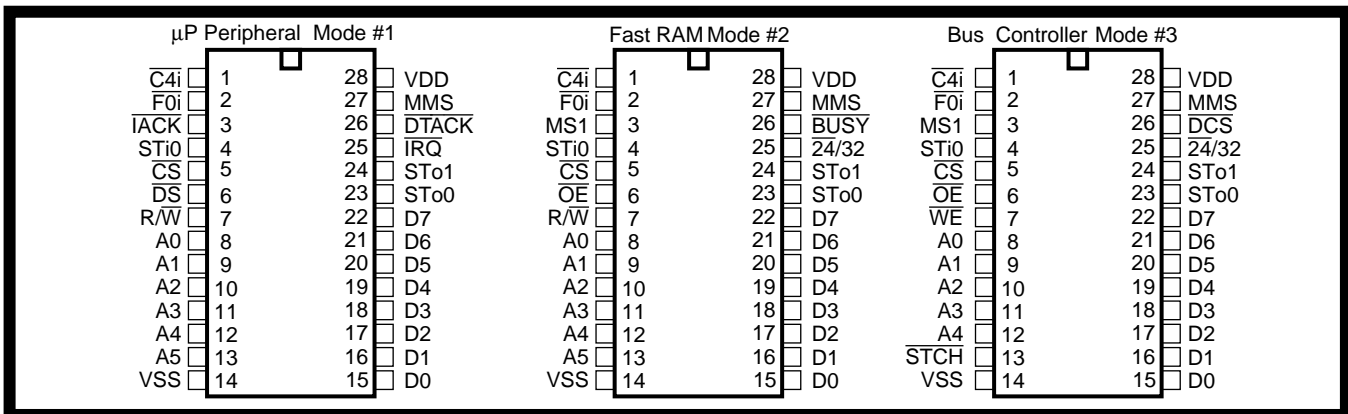 µP Peripheral Mode #1
C4i 1 28 VDD
F0i 2 27 MMS
IACK 3 26 DTACK
STi0 4 25 IRQ
CS 5 24 STo1
DS 6 23 STo0
R/W 7 22 D7
A0 8 21 D6
A1 9 20 D5
A2 10 19 D4
A3 11 18 D3
A4 12 17 D2
A5 13 16 D1
VSS 14 15 D0
Fast RAM Mode #2
C4i 1 28 VDD
F0i 2 27 MMS
MS1 3 26 BUSY
STi0 4 25 24/32
CS 5 24 STo1
OE 6 23 STo0
R/W 7 22 D7
A0 8 21 D6
A1 9 20 D5
A2 10 19 D4
A3 11 18 D3
A4 12 17 D2
A5 13 16 D1
VSS 14 15 D0
Bus Controller Mode #3
C4i 1 28 VDD
F0i 2 27 MMS
MS1 3 26 DCS
STi0 4 25 24/32
CS 5 24 STo1
OE 6 23 STo0
WE 7 22 D7
A0 8 21 D6
A1 9 20 D5
A2 10 19 D4
A3 11 18 D3
A4 12 17 D2
STCH 13 16 D1
VSS 14 15 D0